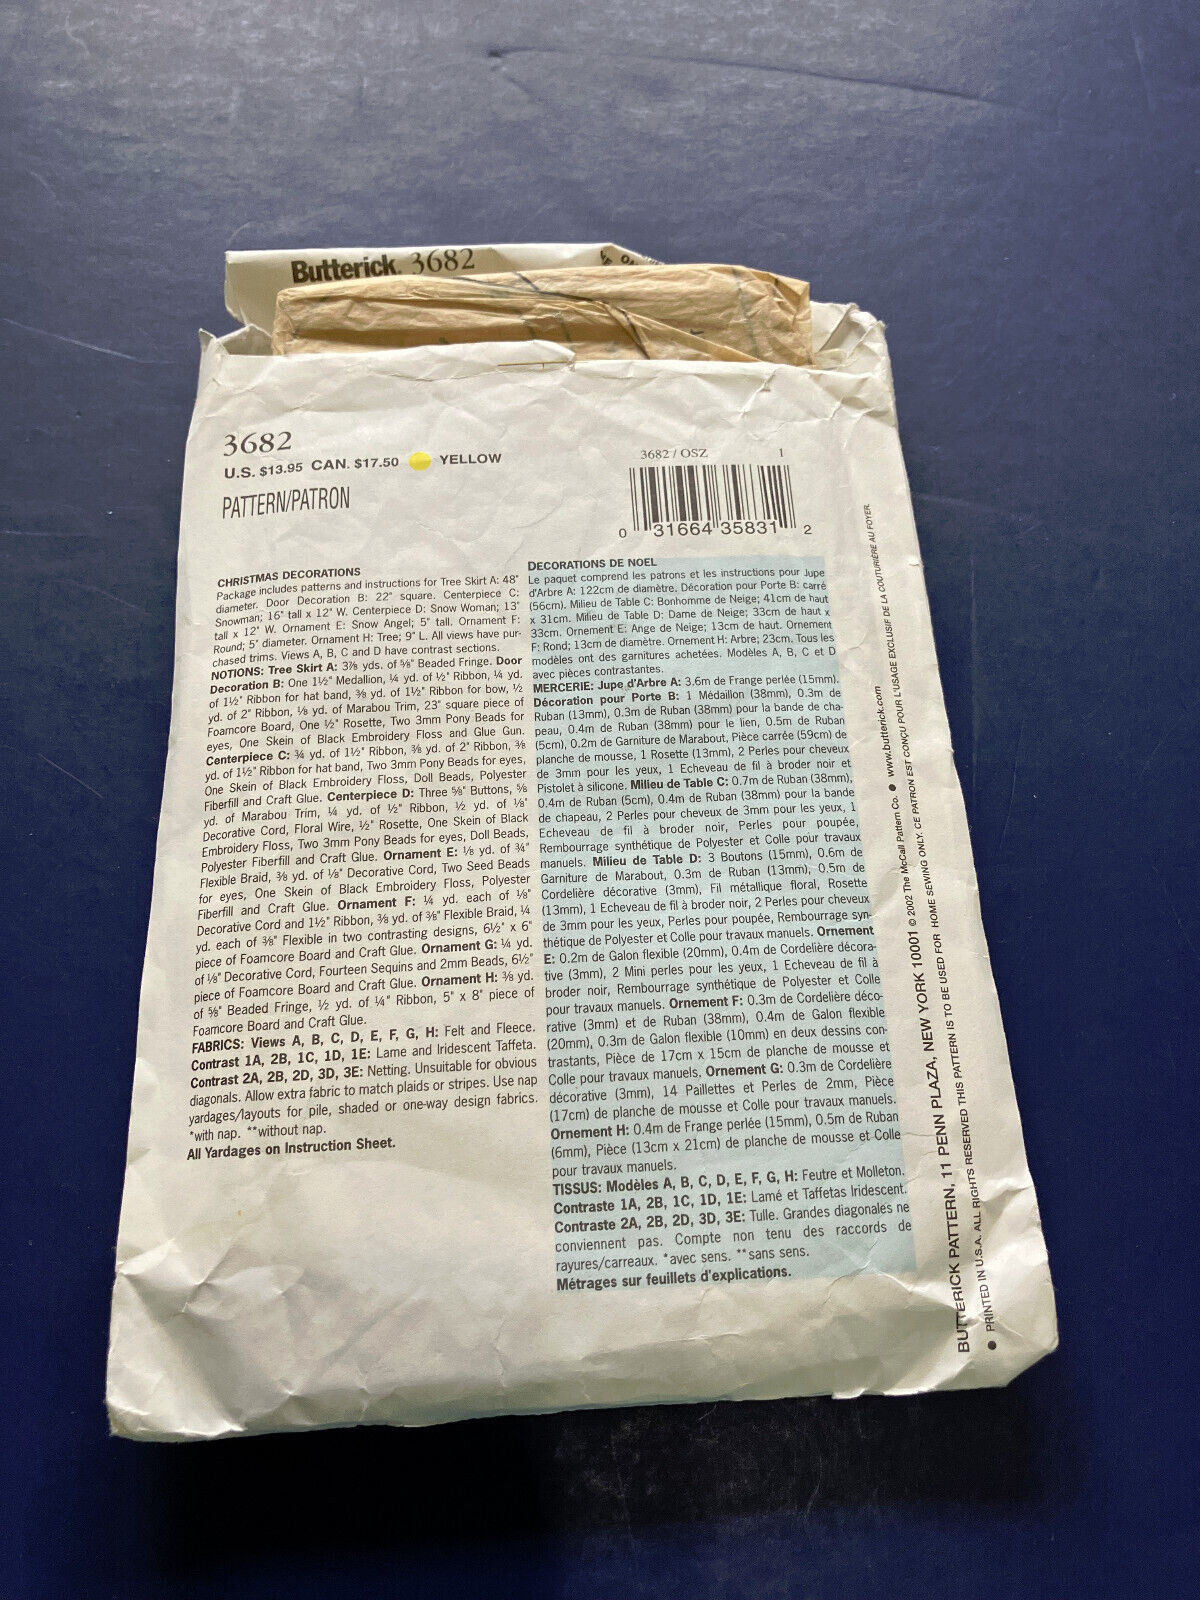 Butterick 3682
3682
U.S. $13.95 CAN. $17.50 YELLOW
PATTERN/PATRON
3682 / OSZ 1
0 31664 35831 2
CHRISTMAS DECORATIONS
Package includes patterns and instructions for Tree Skirt A: 48"
diameter. Door Decoration B: 22" square. Centerpiece C:
Snowman; 16" tall x 12" W. Centerpiece D: Snow Woman; 13"
tall x 12" W. Ornament E: Snow Angel; 5" tall. Ornament F:
Round; 5" diameter. Ornament H: Tree; 9" L. All views have pur-
chased trims. Views A, B, C and D have contrast sections.
NOTIONS: Tree Skirt A: 3⅞ yds. of ⅝" Beaded Fringe. Door
Decoration B: One 1½" Medallion, ¼ yd. of ½" Ribbon, ¼ yd.
of 1½" Ribbon for hat band, ⅜ yd. of 1½" Ribbon for bow, ½
yd. of 2" Ribbon, ⅛ yd. of Marabou Trim, 23" square piece of
Foamcore Board, One ½" Rosette, Two 3mm Pony Beads for
eyes, One Skein of Black Embroidery Floss and Glue Gun.
Centerpiece C: ¾ yd. of 1½" Ribbon, ⅜ yd. of 2" Ribbon, ⅜
yd. of 1½" Ribbon for hat band, Two 3mm Pony Beads for eyes,
One Skein of Black Embroidery Floss, Doll Beads, Polyester
Fiberfill and Craft Glue. Centerpiece D: Three ⅝" Buttons, ⅝
yd. of Marabou Trim, ¼ yd. of ½" Ribbon, ½ yd. of ⅛"
Decorative Cord, Floral Wire, ½" Rosette, One Skein of Black
Embroidery Floss, Two 3mm Pony Beads for eyes, Doll Beads,
Polyester Fiberfill and Craft Glue. Ornament E: ⅛ yd. of ¾"
Flexible Braid, ⅜ yd. of ⅛" Decorative Cord, Two Seed Beads
for eyes, One Skein of Black Embroidery Floss, Polyester
Fiberfill and Craft Glue. Ornament F: ¼ yd. each of ⅛"
Decorative Cord and 1½" Ribbon, ⅜ yd. of ⅜" Flexible Braid, ¼
yd. each of ⅜" Flexible in two contrasting designs, 6½" x 6"
piece of Foamcore Board and Craft Glue. Ornament G: ¼ yd.
of ⅛" Decorative Cord, Fourteen Sequins and 2mm Beads, 6½"
piece of Foamcore Board and Craft Glue. Ornament H: ⅜ yd.
of ⅝" Beaded Fringe, ½ yd. of ¼" Ribbon, 5" x 8" piece of
Foamcore Board and Craft Glue.
FABRICS: Views A, B, C, D, E, F, G, H: Felt and Fleece.
Contrast 1A, 2B, 1C, 1D, 1E: Lame and Iridescent Taffeta.
Contrast 2A, 2B, 2D, 3D, 3E: Netting. Unsuitable for obvious
diagonals. Allow extra fabric to match plaids or stripes. Use nap
yardages/layouts for pile, shaded or one-way design fabrics.
*with nap. **without nap.
All Yardages on Instruction Sheet.
DECORATIONS DE NOEL
Le paquet comprend les patrons et les instructions pour Jupe
d'Arbre A: 122cm de diamètre. Décoration pour Porte B: carré
(56cm). Milieu de Table C: Bonhomme de Neige; 41cm de haut
x 31cm. Milieu de Table D: Dame de Neige; 33cm de haut x
33cm. Ornement E: Ange de Neige; 13cm de haut. Ornement
F: Rond; 13cm de diamètre. Ornement H: Arbre; 23cm. Tous les
modèles ont des garnitures achetées. Modèles A, B, C et D
avec pièces contrastantes.
MERCERIE: Jupe d'Arbre A: 3.6m de Frange perlée (15mm).
Décoration pour Porte B: 1 Médaillon (38mm), 0.3m de
Ruban (13mm), 0.3m de Ruban (38mm) pour la bande de cha-
peau, 0.4m de Ruban (38mm) pour le lien, 0.5m de Ruban
(5cm), 0.2m de Garniture de Marabout, Pièce carrée (59cm) de
planche de mousse, 1 Rosette (13mm), 2 Perles pour cheveux
de 3mm pour les yeux, 1 Echeveau de fil à broder noir et
Pistolet à silicone. Milieu de Table C: 0.7m de Ruban (38mm),
0.4m de Ruban (5cm), 0.4m de Ruban (38mm) pour la bande
de chapeau, 2 Perles pour cheveux de 3mm pour les yeux, 1
Echeveau de fil à broder noir, Perles pour poupée,
Rembourrage synthétique de Polyester et Colle pour travaux
manuels. Milieu de Table D: 3 Boutons (15mm), 0.6m de
Garniture de Marabout, 0.3m de Ruban (13mm), 0.5m de
Cordelière décorative (3mm), Fil métallique floral, Rosette
(13mm), 1 Echeveau de fil à broder noir, 2 Perles pour cheveux
de 3mm pour les yeux, Perles pour poupée, Rembourrage syn-
thétique de Polyester et Colle pour travaux manuels. Ornement
E: 0.2m de Galon flexible (20mm), 0.4m de Cordelière décora-
tive (3mm), 2 Mini perles pour les yeux, 1 Echeveau de fil à
broder noir, Rembourrage synthétique de Polyester et Colle
pour travaux manuels. Ornement F: 0.3m de Cordelière déco-
rative (3mm) et de Ruban (38mm), 0.4m de Galon flexible
(20mm), 0.3m de Galon flexible (10mm) en deux dessins con-
trastants, Pièce de 17cm x 15cm de planche de mousse et
Colle pour travaux manuels. Ornement G: 0.3m de Cordelière
décorative (3mm), 14 Paillettes et Perles de 2mm, Pièce
(17cm) de planche de mousse et Colle pour travaux manuels.
Ornement H: 0.4m de Frange perlée (15mm), 0.5m de Ruban
(6mm), Pièce (13cm x 21cm) de planche de mousse et Colle
pour travaux manuels.
TISSUS: Modèles A, B, C, D, E, F, G, H: Feutre et Molleton.
Contraste 1A, 2B, 1C, 1D, 1E: Lamé et Taffetas Iridescent.
Contraste 2A, 2B, 2D, 3D, 3E: Tulle. Grandes diagonales ne
conviennent pas. Compte non tenu des raccords de
rayures/carreaux. *avec sens. **sans sens.
Métrages sur feuillets d'explications.
BUTTERICK PATTERN, 11 PENN PLAZA, NEW YORK 10001 © 2002 The McCall Pattern Co. ● www.butterick.com
● PRINTED IN U.S.A. ALL RIGHTS RESERVED THIS PATTERN IS TO BE USED FOR HOME SEWING ONLY. CE PATRON EST CONÇU POUR L'USAGE EXCLUSIF DE LA COUTURIÈRE AU FOYER.